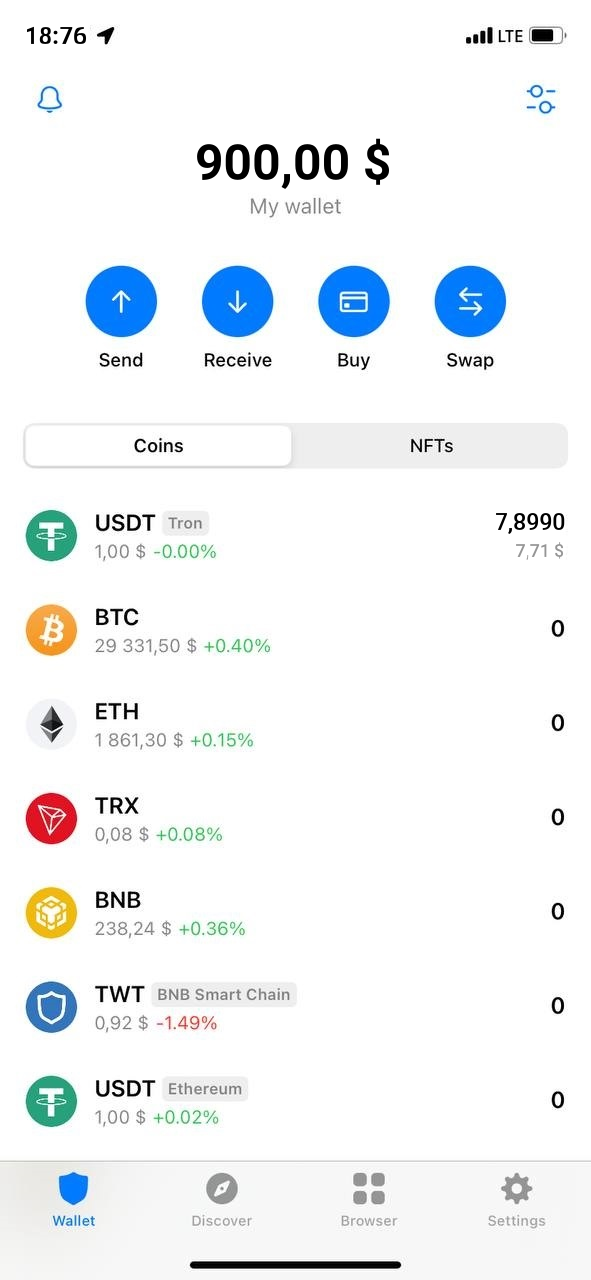 18:76 LTE
900,00 $
My wallet
Send Receive Buy Swap
Coins NFTs
USDT Tron 7,8990
1,00 $ -0.00% 7,71 $
BTC 0
29 331,50 $ +0.40%
ETH 0
1 861,30 $ +0.15%
TRX 0
0,08 $ +0.08%
BNB 0
238,24 $ +0.36%
TWT BNB Smart Chain 0
0,92 $ -1.49%
USDT Ethereum 0
1,00 $ +0.02%
Wallet Discover Browser Settings